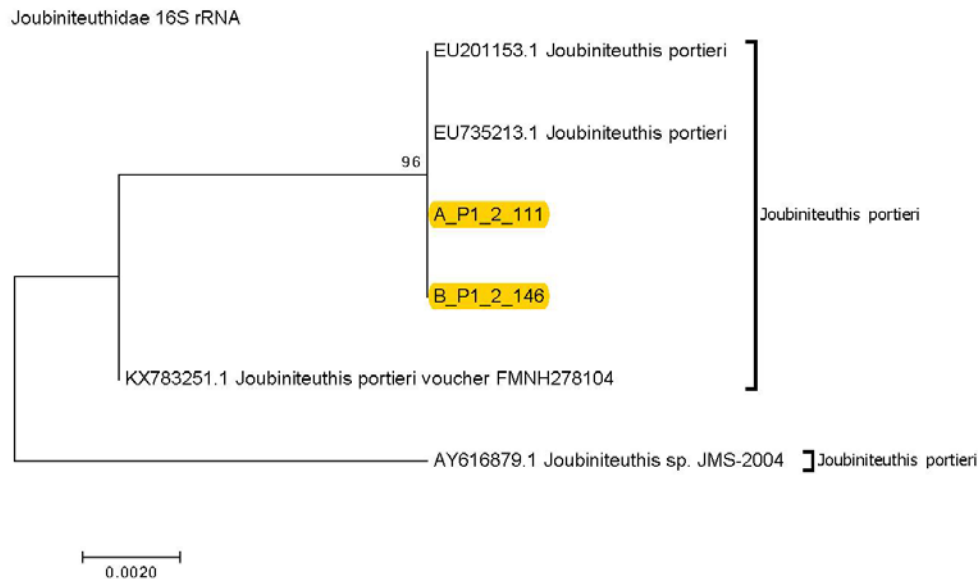 Joubiniteuthidae 16S rRNA
EU201153.1 Joubiniteuthis portieri
EU735213.1 Joubiniteuthis portieri
96
A_P1_2_111
Joubiniteuthis portieri
B_P1_2_146
KX783251.1 Joubiniteuthis portieri voucher FMNH278104
AY616879.1 Joubiniteuthis sp. JMS-2004
Joubiniteuthis portieri
0.0020